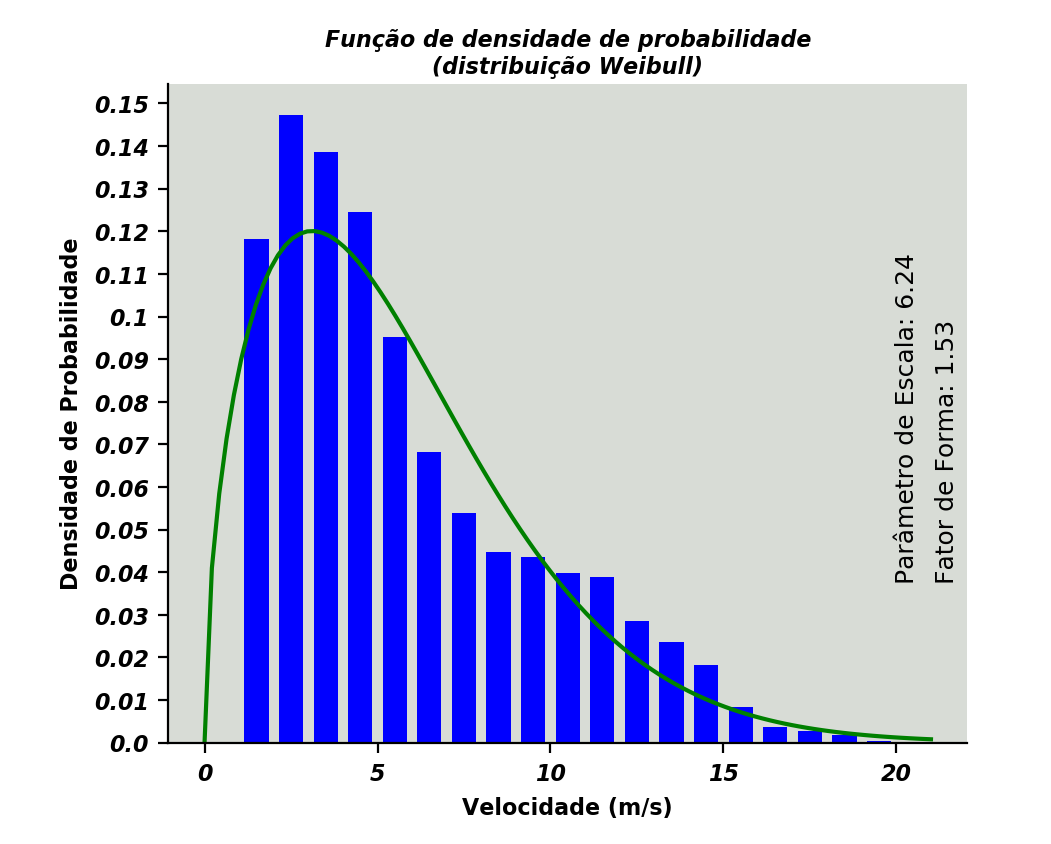 Função de densidade de probabilidade
(distribuição Weibull)
Densidade de Probabilidade
0.15
0.14
0.13
0.12
0.11
0.1
0.09
0.08
0.07
0.06
0.05
0.04
0.03
0.02
0.01
0.0
Parâmetro de Escala: 6.24
Fator de Forma: 1.53
0 5 10 15 20
Velocidade (m/s)